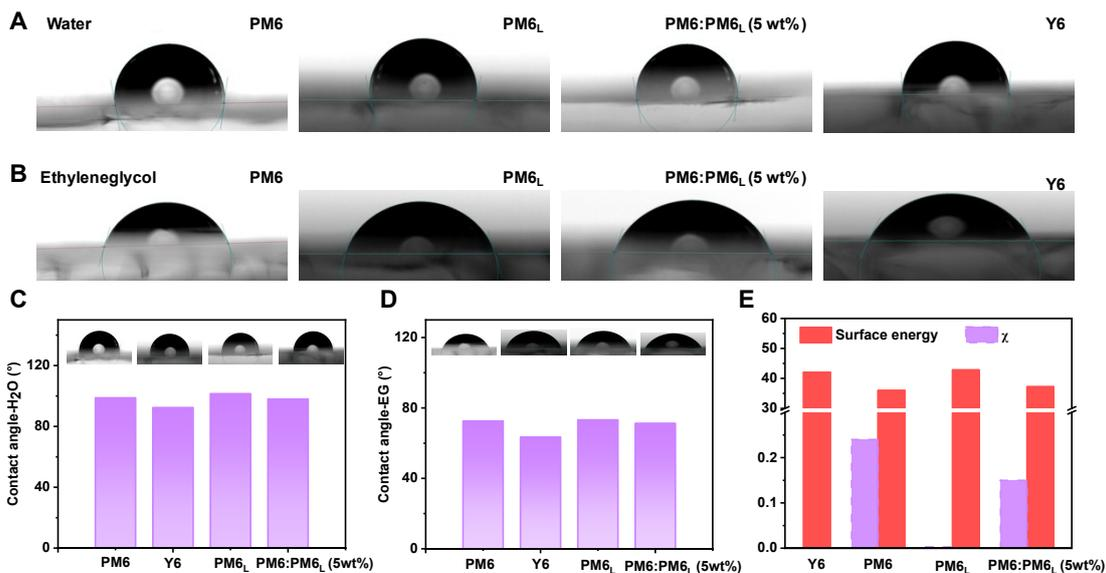 A
Water
PM6
PM6L
PM6:PM6L (5 wt%)
Y6
B
Ethyleneglycol
PM6
PM6L
PM6:PM6L (5 wt%)
Y6
C
Contact angle-H2O (°)
120
80
40
0
PM6
Y6
PM6L
PM6:PM6L (5wt%)
D
Contact angle-EG (°)
120
80
40
0
PM6
Y6
PM6L
PM6:PM6L (5wt%)
E
60
50
40
30
0.2
0.1
0.0
Surface energy
χ
Y6
PM6
PM6L
PM6:PM6L (5wt%)